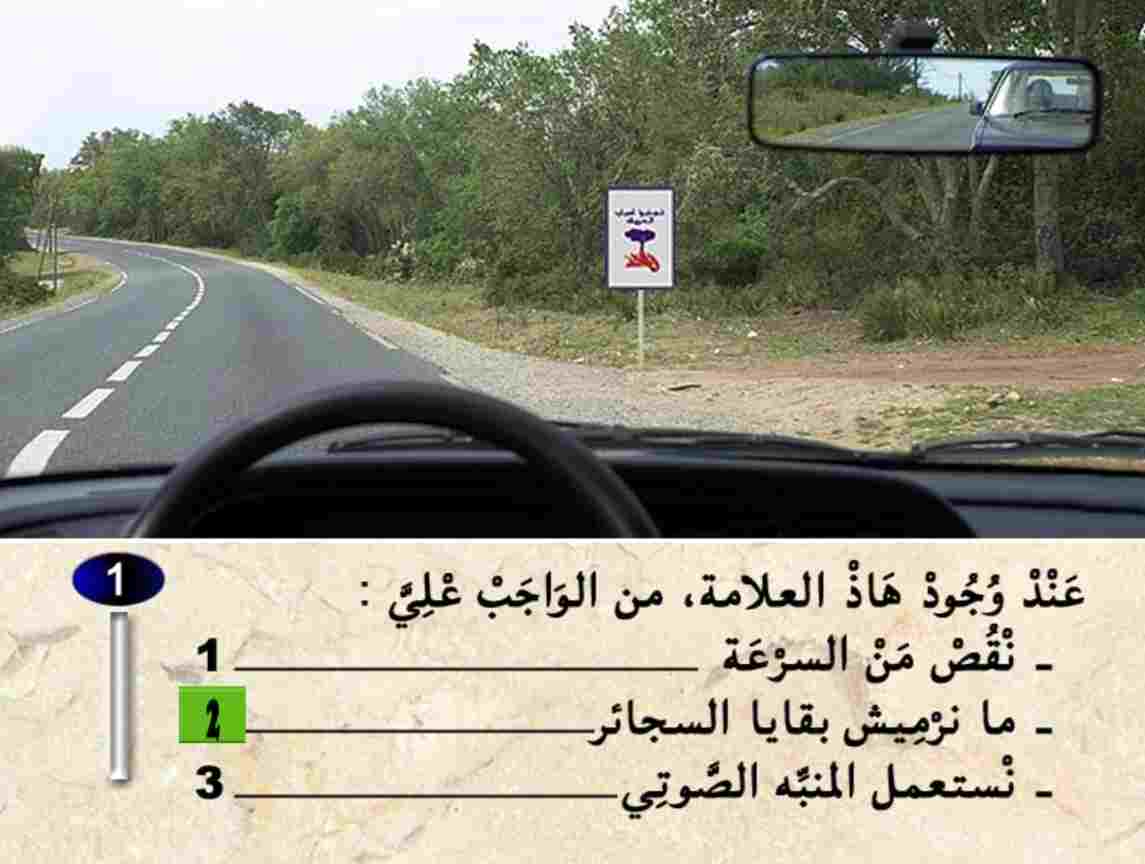 1
عَنْدْ وُجُودْ هَاذْ العلامة، من الوَاجَبْ عْلِيَّ :
ـ نْقُصْ مَنْ السرْعَة 1
ـ ما نرْمِيش بقايا السجائر 2
ـ نْستعمل المنبِّه الصَّوتِي 3